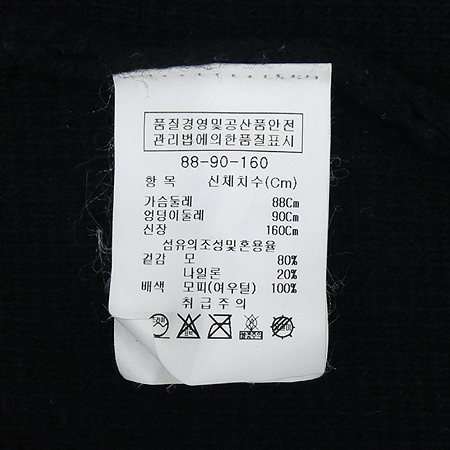 품질경영및공산품안전
관리법에의한품질표시
88-90-160
항 목 신체치수(Cm)
가슴둘레 88Cm
엉덩이둘레 90Cm
신장 160Cm
섬유의조성및혼용율
겉감 모 80%
나일론 20%
배색 모피(여우털) 100%
취급주의